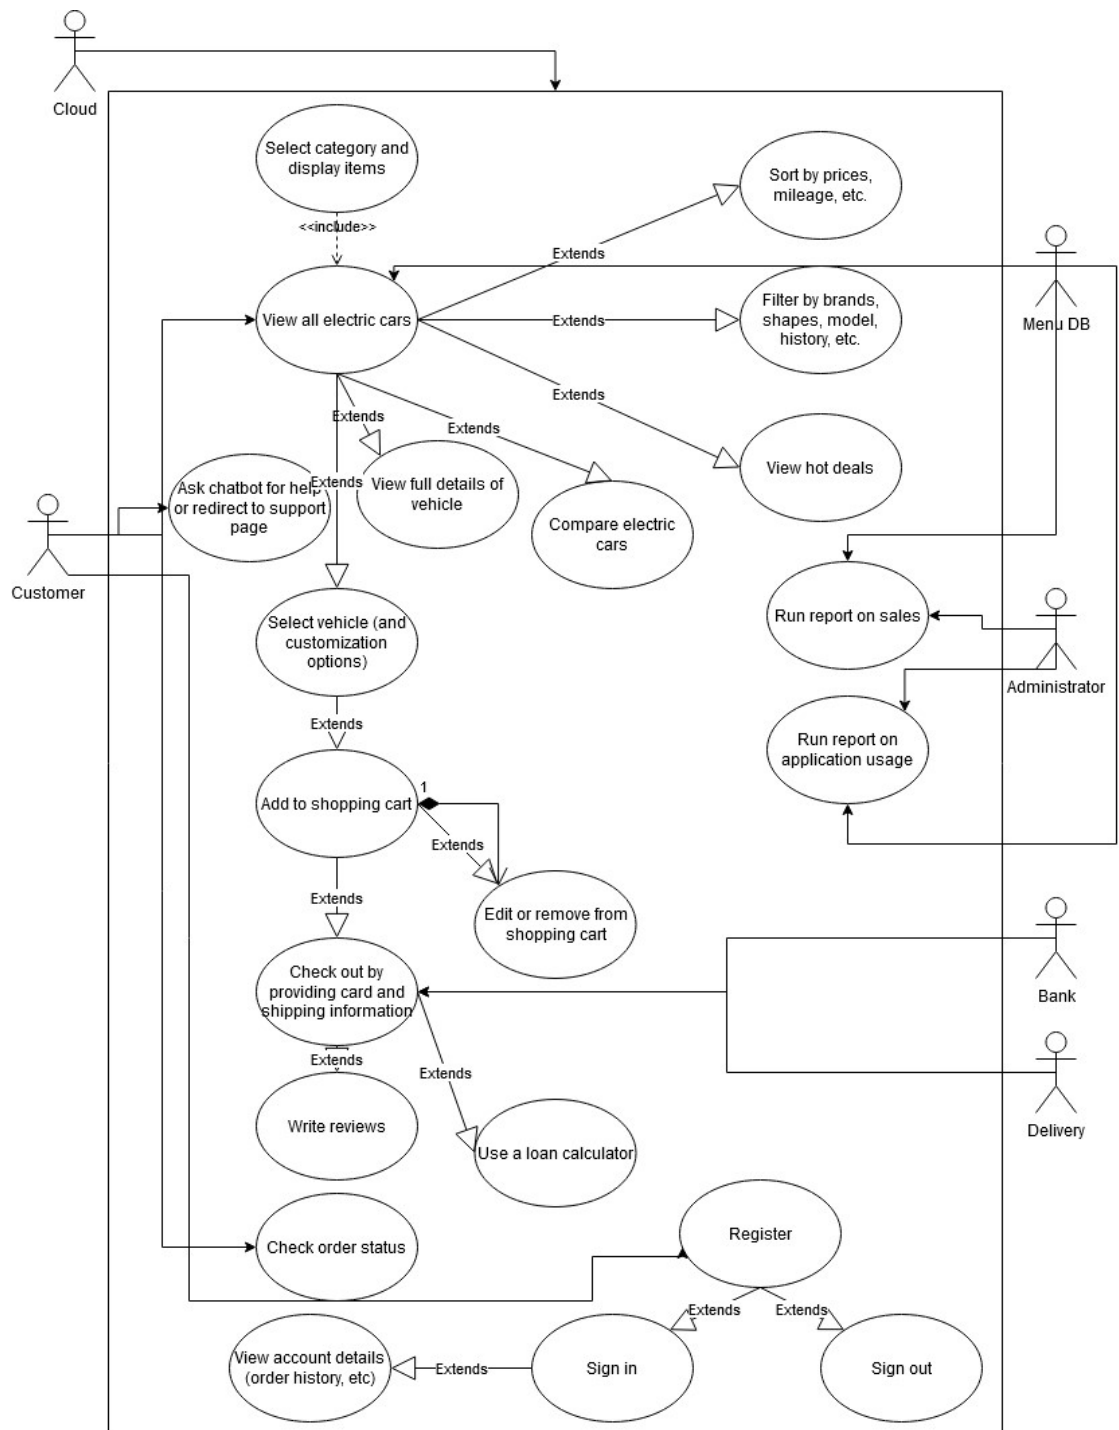 Cloud
Select category and
display items
<<include>>
Sort by prices,
mileage, etc.
Extends
View all electric cars
Extends
Filter by brands,
shapes, model,
history, etc.
Menu DB
Extends
Extends
Extends
View hot deals
Ask chatbot for help
or redirect to support
page
Extends
View full details of
vehicle
Compare electric
cars
Customer
Select vehicle (and
customization
options)
Run report on sales
Administrator
Extends
Run report on
application usage
1
Add to shopping cart
Extends
Extends
Edit or remove from
shopping cart
Check out by
providing card and
shipping information
Bank
Extends
Extends
Write reviews
Use a loan calculator
Delivery
Register
Check order status
Extends
Extends
View account details
(order history, etc)
Extends
Sign in
Sign out